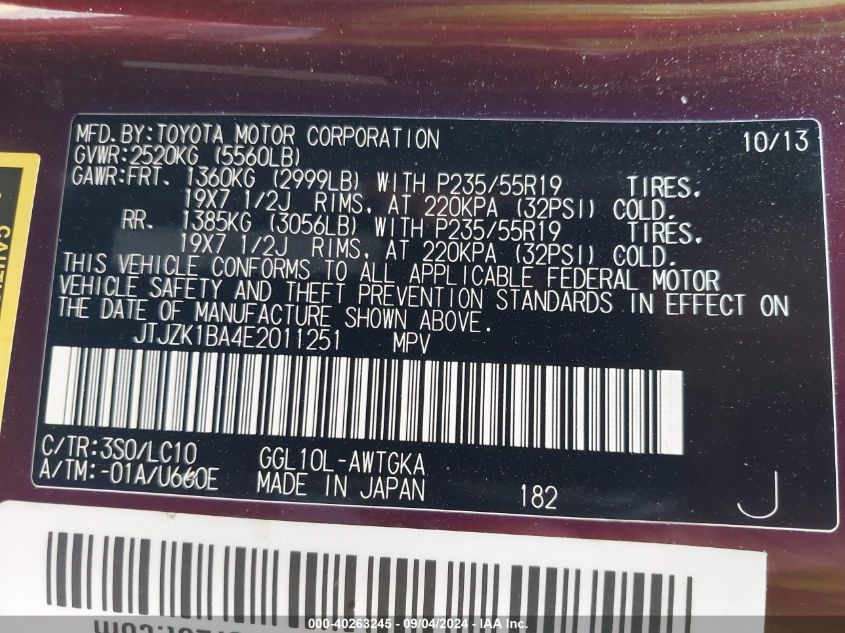 MFD.BY:TOYOTA MOTOR CORPORATION 10/13
GVWR:2520KG (5560LB)
GAWR:FRT. 1360KG (2999LB) WITH P235/55R19 TIRES.
19X7 1/2J RIMS, AT 220KPA (32PSI) COLD.
RR. 1385KG (3056LB) WITH P235/55R19 TIRES.
19X7 1/2J RIMS, AT 220KPA (32PSI) COLD.
THIS VEHICLE CONFORMS TO ALL APPLICABLE FEDERAL MOTOR
VEHICLE SAFETY AND THEFT PREVENTION STANDARDS IN EFFECT ON
THE DATE OF MANUFACTURE SHOWN ABOVE.
JTJZK1BA4E2011251 MPV
C/TR:3S0/LC10 GGL10L-AWTGKA
A/TM:-01A/U660E MADE IN JAPAN 182 J
000-40263245 - 09/04/2024 - IAA